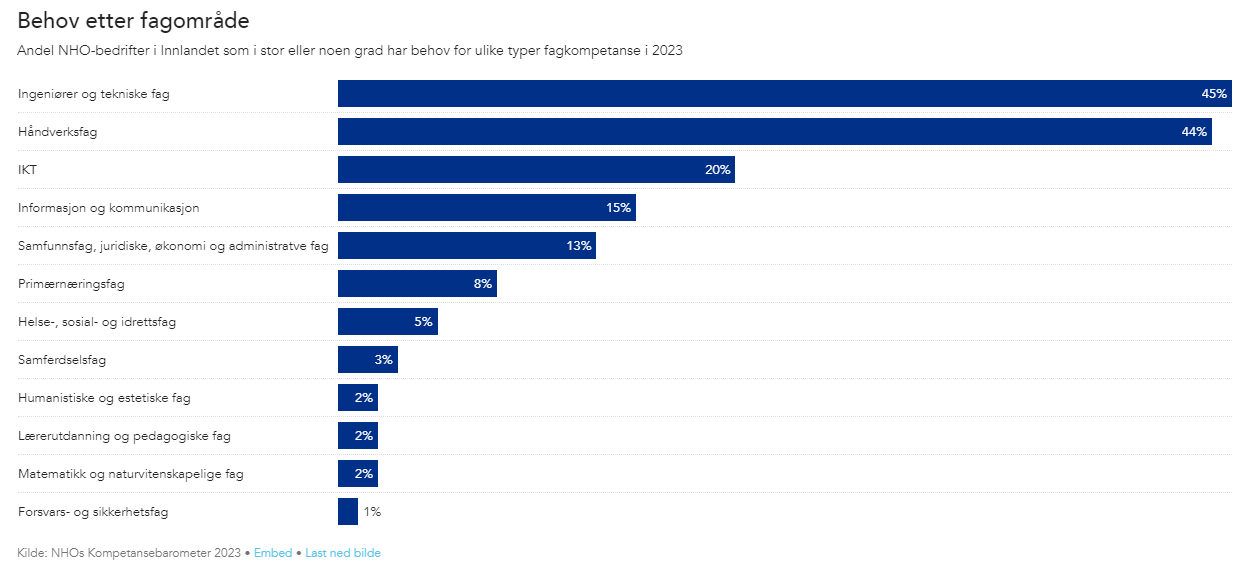 Behov etter fagområde
Andel NHO-bedrifter i Innlandet som i stor eller noen grad har behov for ulike typer fagkompetanse i 2023
Ingeniører og tekniske fag 45%
Håndverksfag 44%
IKT 20%
Informasjon og kommunikasjon 15%
Samfunnsfag, juridiske, økonomi og administratve fag 13%
Primærnæringsfag 8%
Helse-, sosial- og idrettsfag 5%
Samferdselsfag 3%
Humanistiske og estetiske fag 2%
Lærerutdanning og pedagogiske fag 2%
Matematikk og naturvitenskapelige fag 2%
Forsvars- og sikkerhetsfag 1%
Kilde: NHOs Kompetansebarometer 2023 • Embed • Last ned bilde